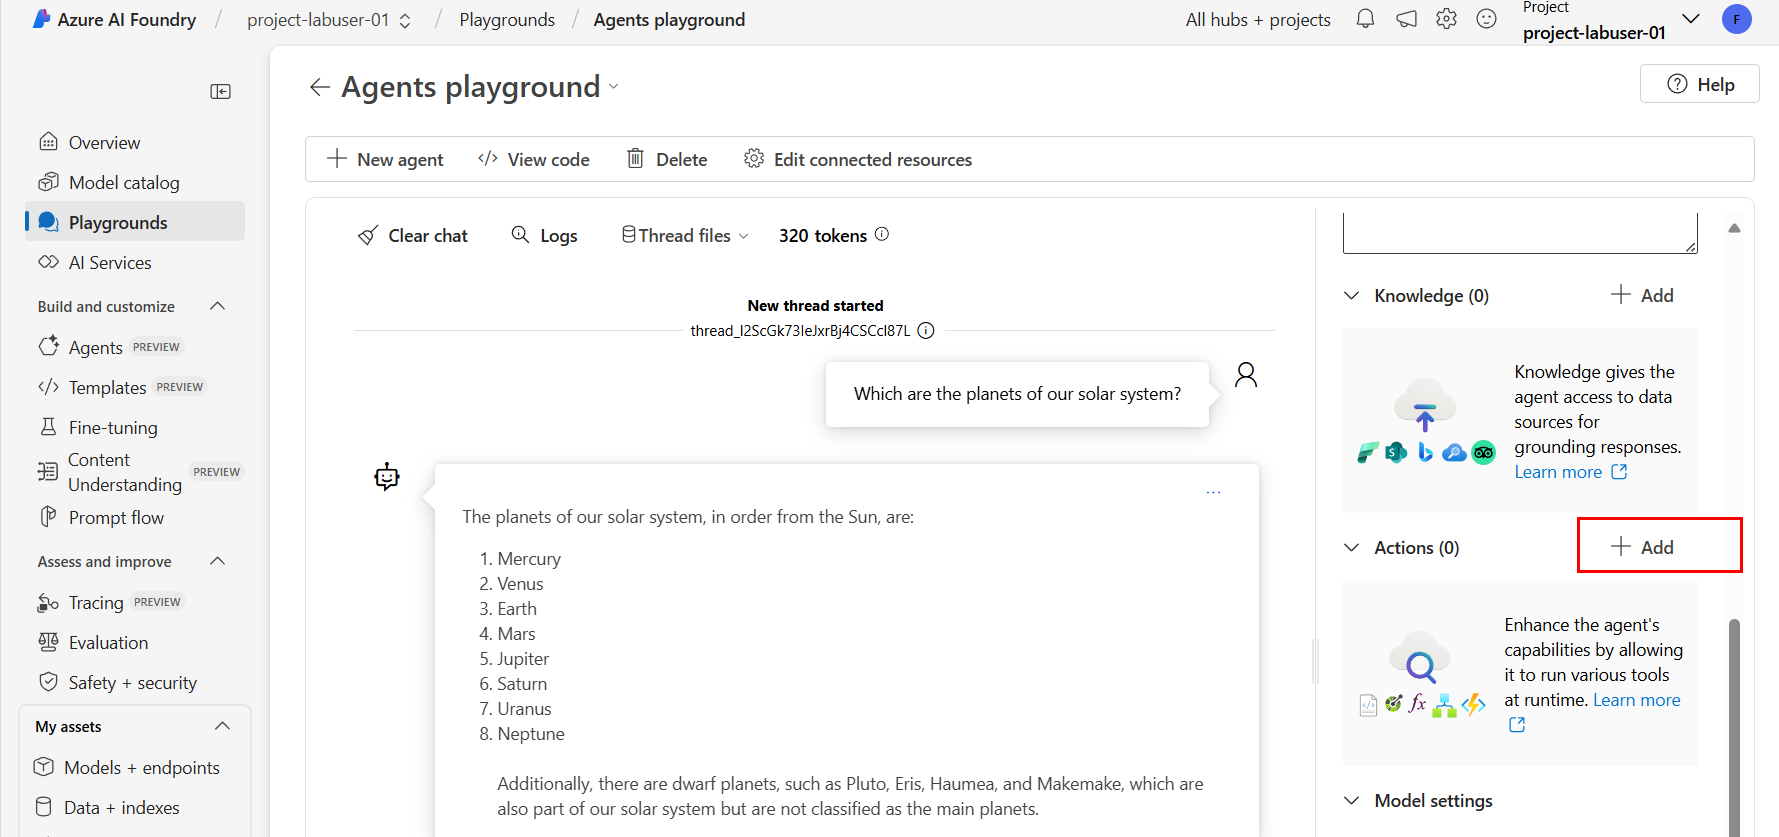 Azure AI Foundry / project-labuser-01 / Playgrounds / Agents playground
All hubs + projects
Project
project-labuser-01
F
Agents playground
Help
New agent
View code
Delete
Edit connected resources
Overview
Model catalog
Playgrounds
AI Services
Build and customize
Agents PREVIEW
Templates PREVIEW
Fine-tuning
Content
Understanding PREVIEW
Prompt flow
Assess and improve
Tracing PREVIEW
Evaluation
Safety + security
My assets
Models + endpoints
Data + indexes
Clear chat
Logs
Thread files
320 tokens
New thread started
thread_I2ScGk73IeJxrBj4CSCcI87L
Which are the planets of our solar system?
...
The planets of our solar system, in order from the Sun, are:
1. Mercury
2. Venus
3. Earth
4. Mars
5. Jupiter
6. Saturn
7. Uranus
8. Neptune
Additionally, there are dwarf planets, such as Pluto, Eris, Haumea, and Makemake, which are
also part of our solar system but are not classified as the main planets.
Knowledge (0)
+ Add
Knowledge gives the
agent access to data
sources for
grounding responses.
Learn more
Actions (0)
+ Add
Enhance the agent's
capabilities by allowing
it to run various tools
at runtime. Learn more
Model settings